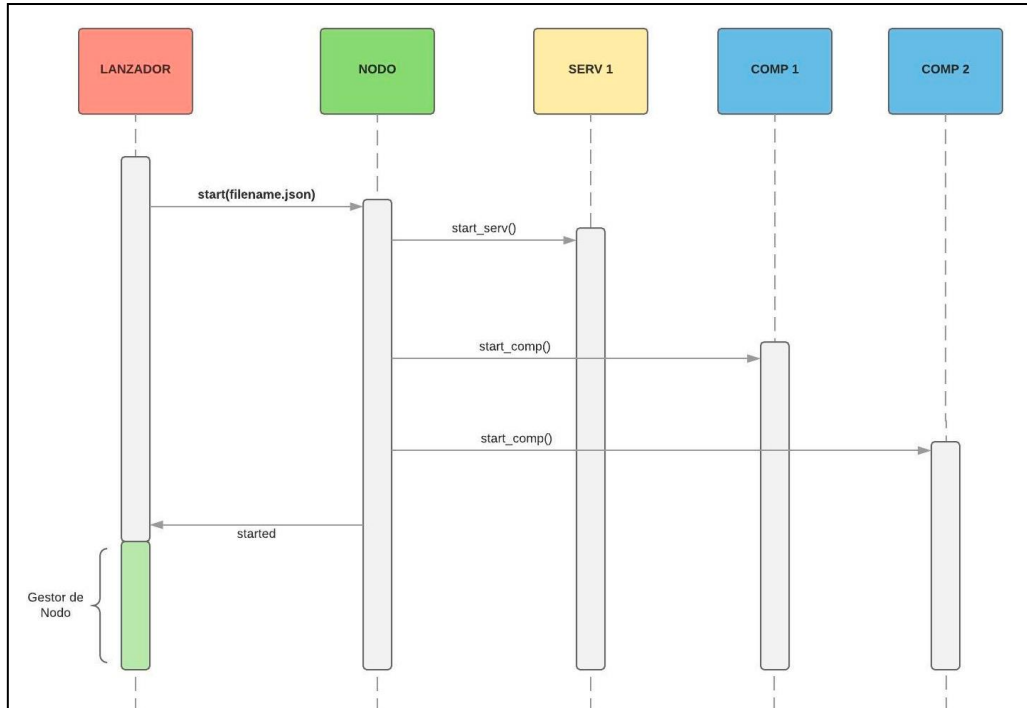 LANZADOR
NODO
SERV 1
COMP 1
COMP 2
start(filename.json)
start_serv()
start_comp()
start_comp()
started
Gestor de
Nodo